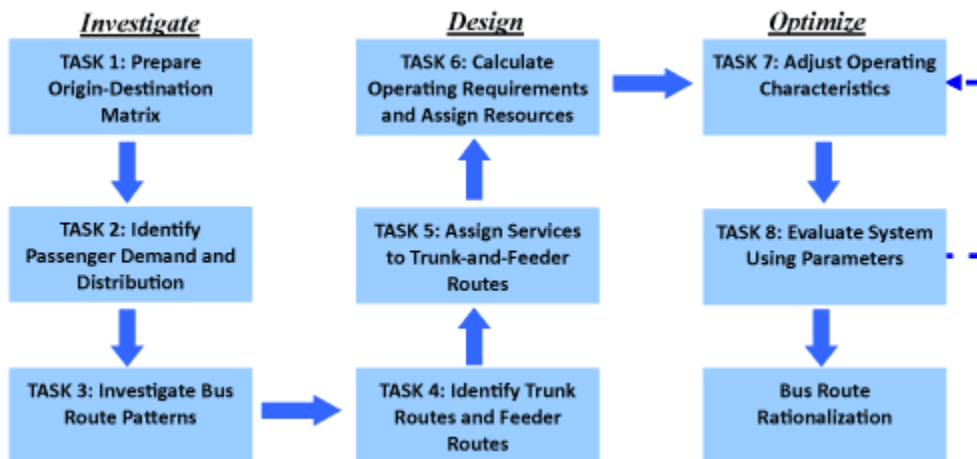 Investigate
TASK 1: Prepare
Origin-Destination
Matrix
TASK 2: Identify
Passenger Demand and
Distribution
TASK 3: Investigate Bus
Route Patterns
Design
TASK 6: Calculate
Operating Requirements
and Assign Resources
TASK 5: Assign Services
to Trunk-and-Feeder
Routes
TASK 4: Identify Trunk
Routes and Feeder
Routes
Optimize
TASK 7: Adjust Operating
Characteristics
TASK 8: Evaluate System
Using Parameters
Bus Route
Rationalization